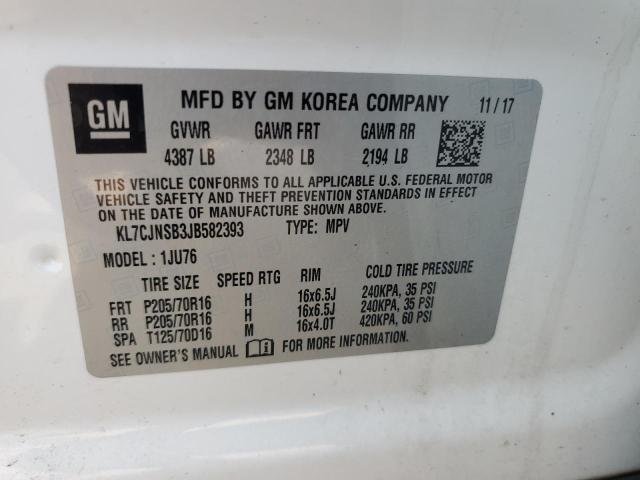 GM MFD BY GM KOREA COMPANY 11/17
GVWR GAWR FRT GAWR RR
4387 LB 2348 LB 2194 LB
THIS VEHICLE CONFORMS TO ALL APPLICABLE U.S. FEDERAL MOTOR
VEHICLE SAFETY AND THEFT PREVENTION STANDARDS IN EFFECT
ON THE DATE OF MANUFACTURE SHOWN ABOVE.
KL7CJNSB3JB582393 TYPE: MPV
MODEL : 1JU76
TIRE SIZE SPEED RTG RIM COLD TIRE PRESSURE
FRT P205/70R16 H 16x6.5J 240KPA, 35 PSI
RR P205/70R16 H 16x6.5J 240KPA, 35 PSI
SPA T125/70D16 M 16x4.0T 420KPA, 60 PSI
SEE OWNER'S MANUAL FOR MORE INFORMATION.